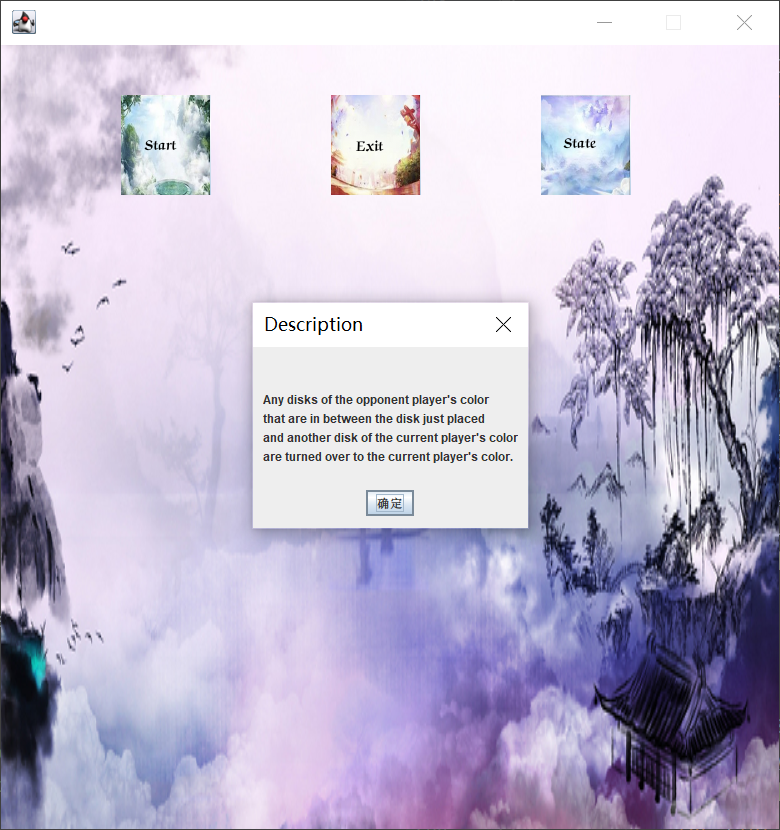 Start
Exit
State
Description
Any disks of the opponent player's color
that are in between the disk just placed
and another disk of the current player's color
are turned over to the current player's color.
确定